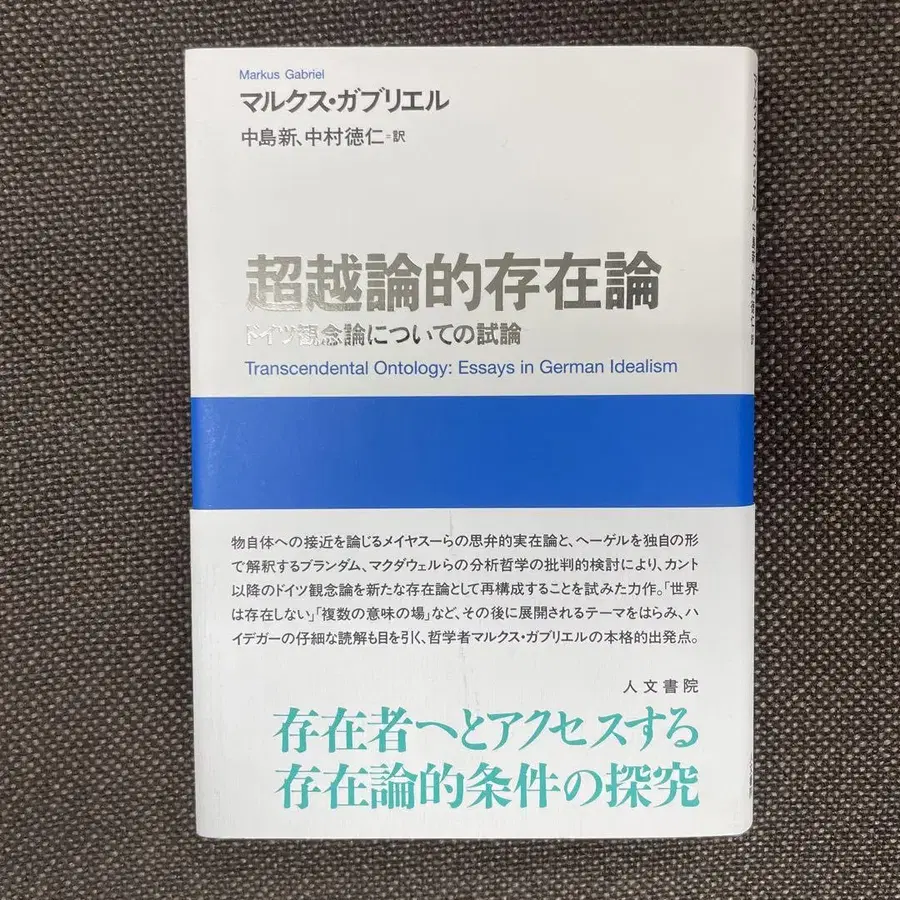 Markus Gabriel
マルクス・ガブリエル
中島新、中村徳仁=訳
超越論的存在論
ドイツ観念論についての試論
Transcendental Ontology: Essays in German Idealism
物自体への接近を論じるメイヤスーらの思弁的実在論と、ヘーゲルを独自の形
で解釈するブランダム、マクダウェルらの分析哲学の批判的検討により、カント
以降のドイツ観念論を新たな存在論として再構成することを試みた力作。「世界
は存在しない」「複数の意味の場」など、その後に展開されるテーマをはらみ、ハ
イデガーの仔細な読解も目を引く、哲学者マルクス・ガブリエルの本格的出発点。
人文書院
存在者へとアクセスする
存在論的条件の探究